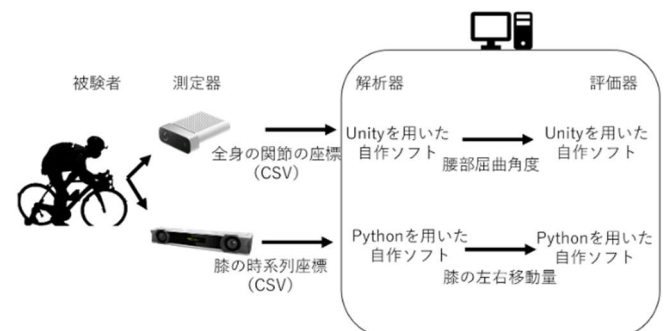 被験者
測定器
解析器
評価器
全身の関節の座標
（CSV）
Unityを用いた
自作ソフト
腰部屈曲角度
Unityを用いた
自作ソフト
膝の時系列座標
（CSV）
Pythonを用いた
自作ソフト
膝の左右移動量
Pythonを用いた
自作ソフト